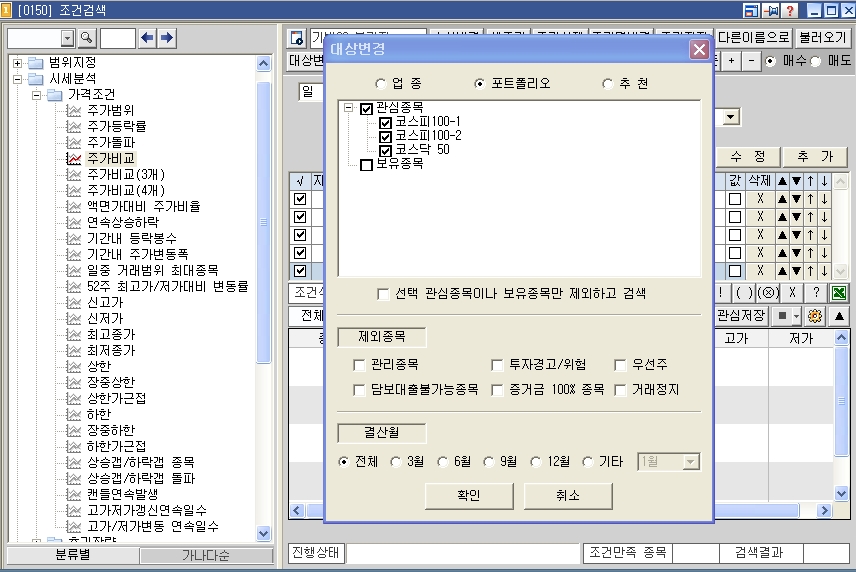 [0150] 조건검색
다른이름으로 불러오기
대상변 + - 매수 매도
위치지정
시세분석
가격조건
주가범위
주가등락률
주가돌파
주가비교
주가비교(3개)
주가비교(4개)
액면가대비 주가비율
연속상승하락
기간내 등락봉수
기간내 주가변동폭
일중 거래범위 최대종목
52주 최고가/저가대비 변동률
신고가
신저가
최고종가
최저종가
상한
장중상한
상한가근접
하한
장중하한
하한가근접
상승갭/하락갭 종목
상승갭/하락갭 돌파
캔들연속발생
고가저가갱신연속일수
고가/저가변동 연속일수
분류별 가나다순
대상변경
업 종 포트폴리오 추 천
관심종목
코스피100-1
코스피100-2
코스닥 50
보유종목
선택 관심종목이나 보유종목만 제외하고 검색
제외종목
관리종목 투자경고/위험 우선주
담보대출불가능종목 증거금 100% 종목 거래정지
결산월
전체 3월 6월 9월 12월 기타 1월
확인 취소
일
수 정 추 가
√ 값 삭제 ▲ ▼ ↑ ↓
X ▲ ▼ ↑ ↓
X ▲ ▼ ↑ ↓
X ▲ ▼ ↑ ↓
X ▲ ▼ ↑ ↓
X ▲ ▼ ↑ ↓
조건식 ! ( ) (ⓧ) X ?
전체 관심저장 ■ ▲
고가 저가
진행상태 조건만족 종목 검색결과